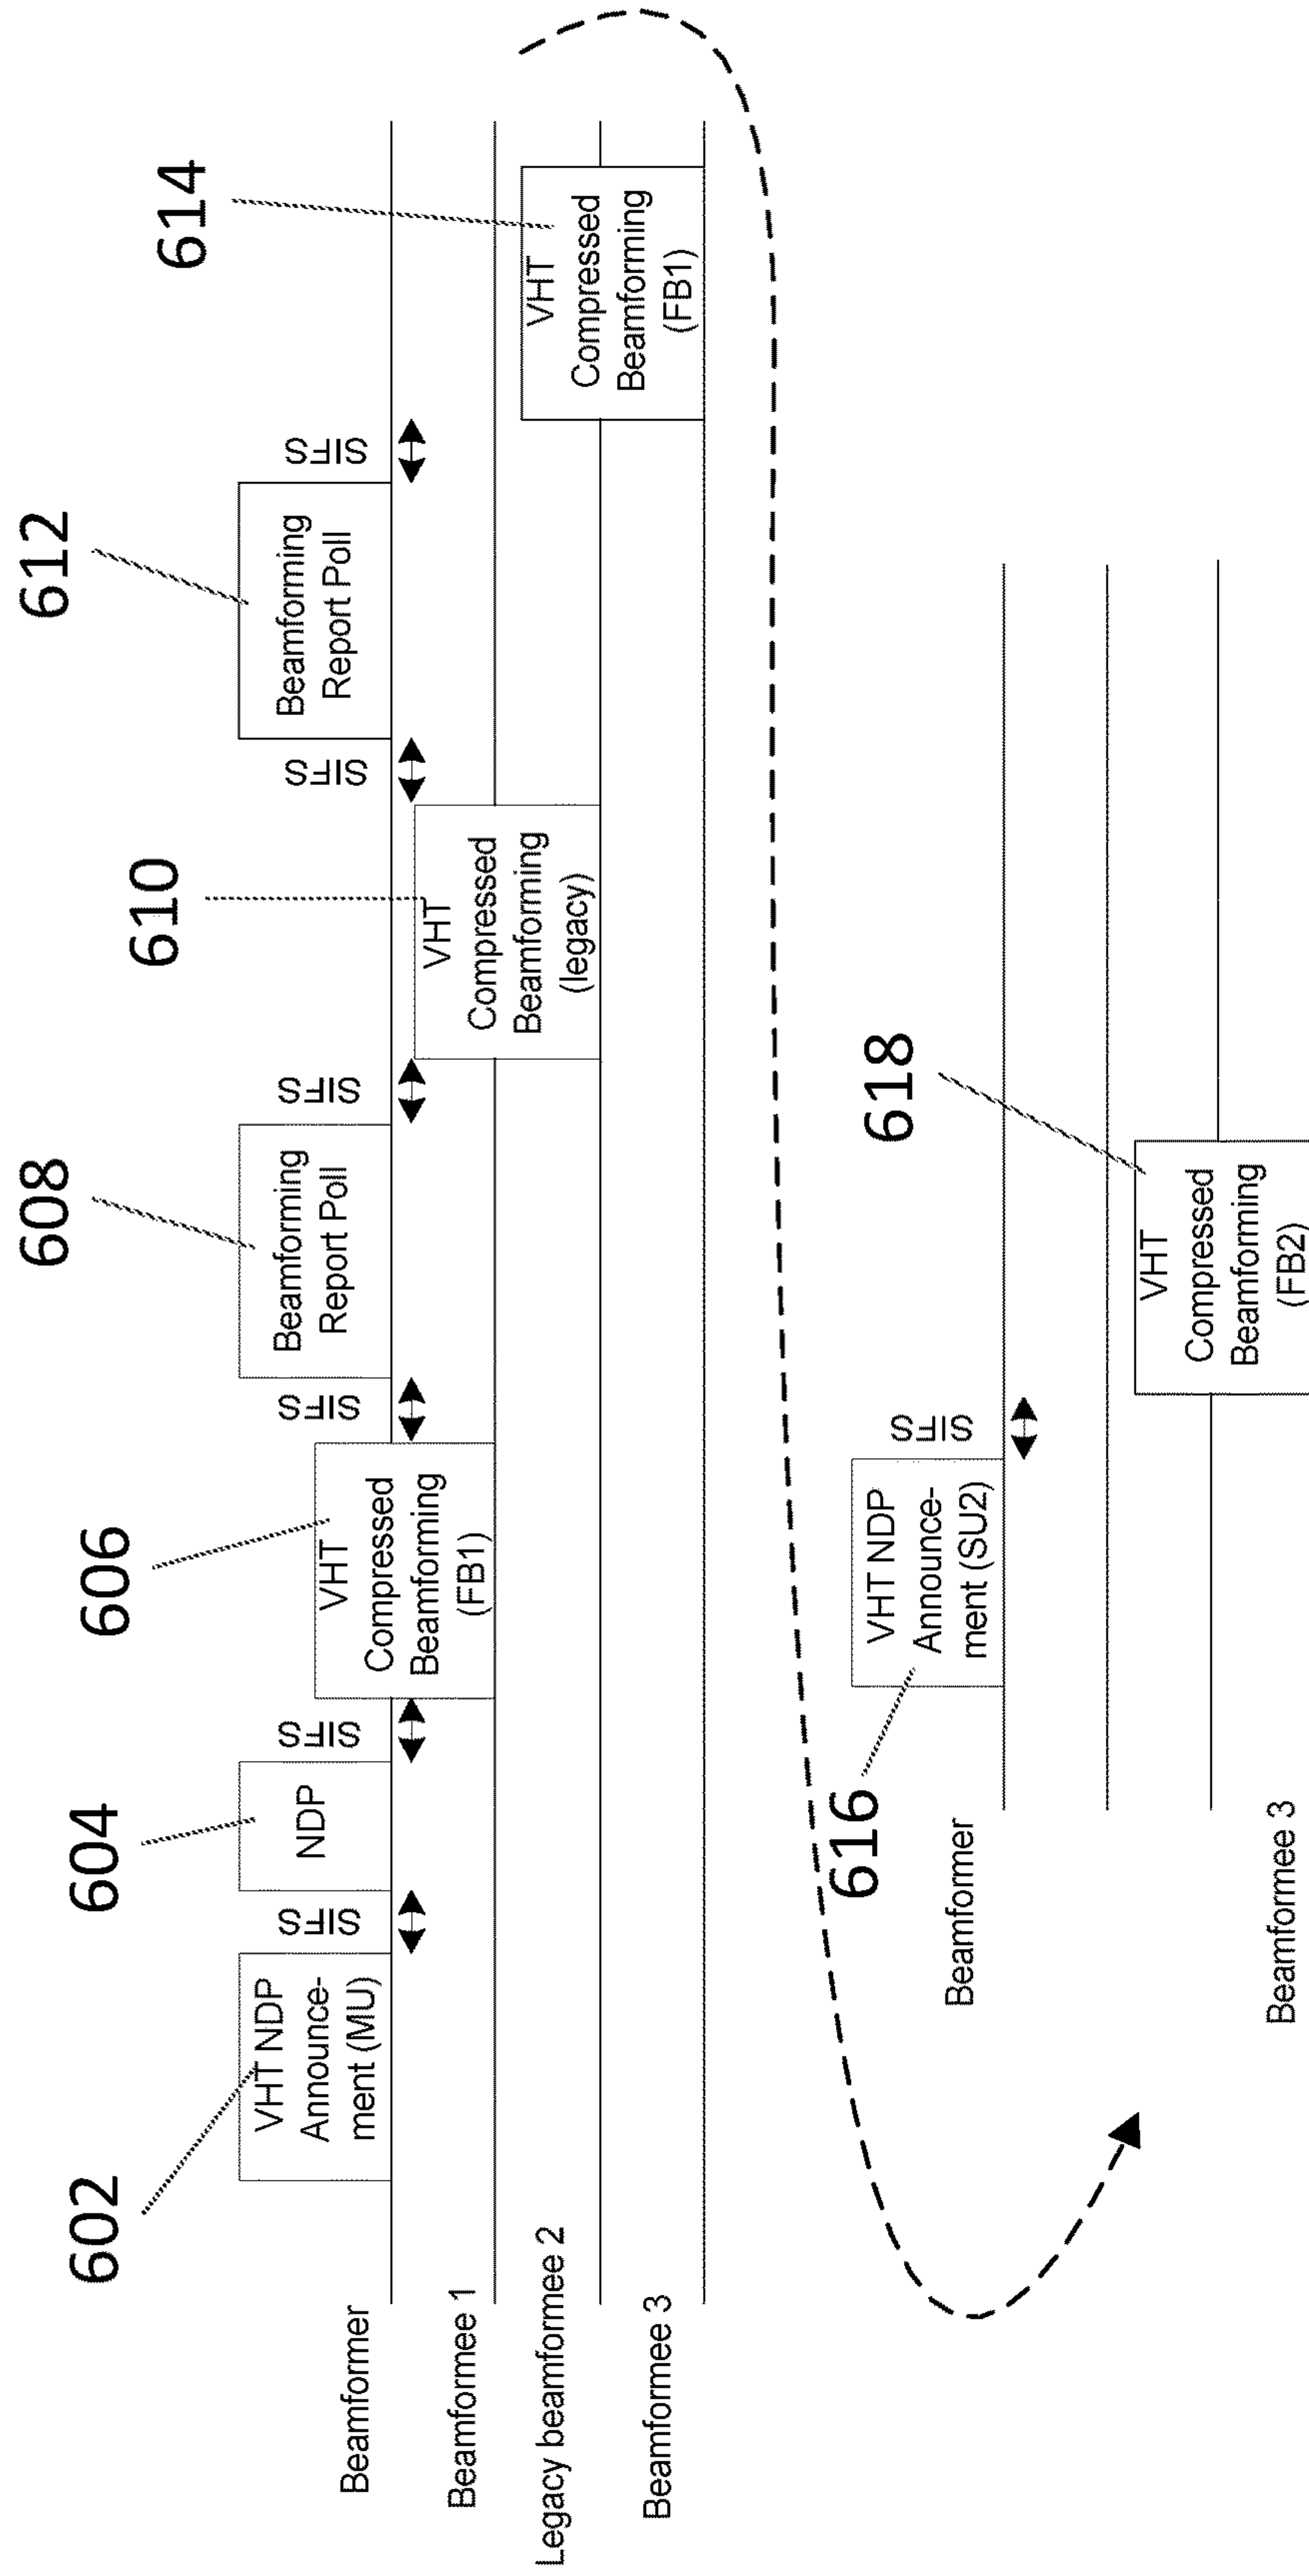 602
604
606
608
610
612
614
VHT NDP
Announce-
ment (MU)
SIFS
NDP
SIFS
VHT
Compressed
Beamforming
(FB1)
SIFS
Beamforming
Report Poll
SIFS
VHT
Compressed
Beamforming
(legacy)
SIFS
Beamforming
Report Poll
SIFS
VHT
Compressed
Beamforming
(FB1)
Beamformer
Beamformee 1
Legacy beamformee 2
Beamformee 3
616
618
Beamformer
VHT NDP
Announce-
ment (SU2)
SIFS
VHT
Compressed
Beamforming
(FB2)
Beamformee 3